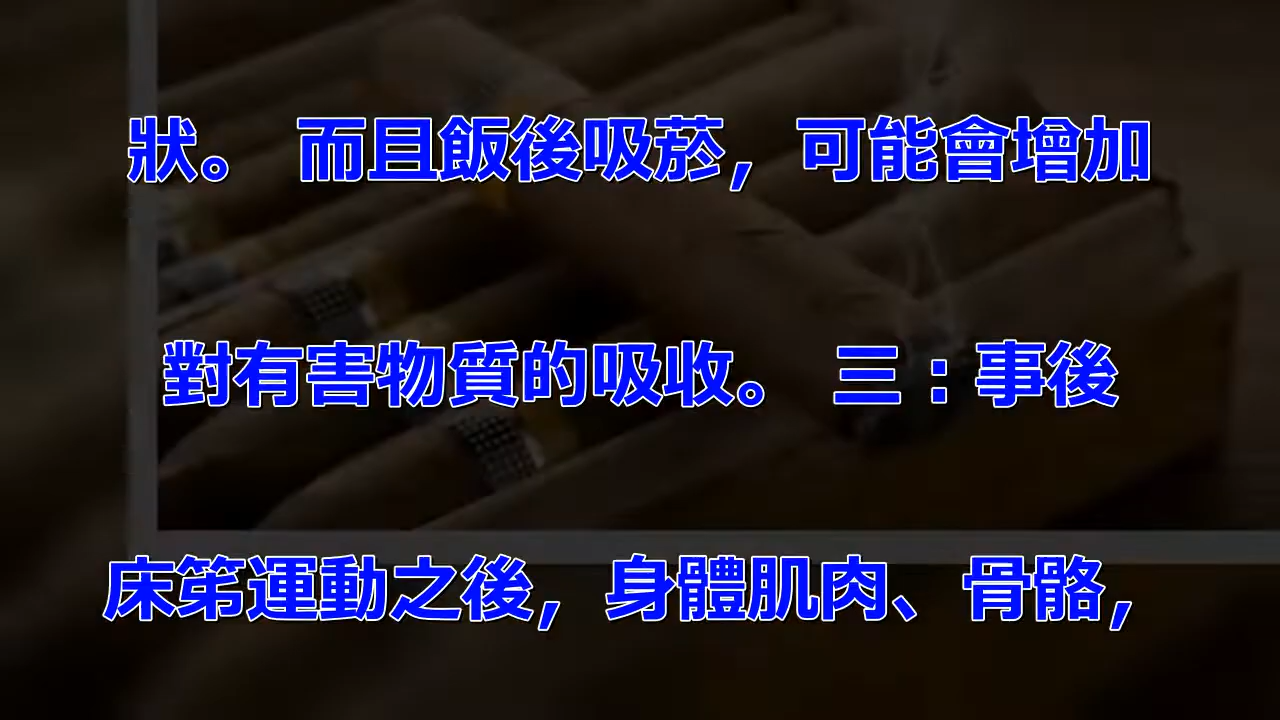 狀。 而且飯後吸菸，可能會增加
對有害物質的吸收。 三：事後
床笫運動之後，身體肌肉、骨骼，